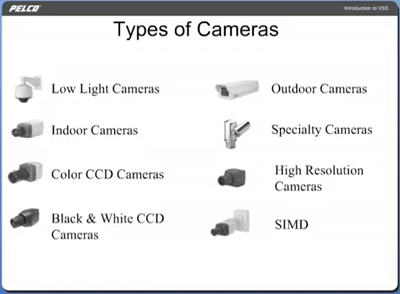 PELCO
Introduction to VSS
Types of Cameras
Low Light Cameras
Outdoor Cameras
Indoor Cameras
Specialty Cameras
Color CCD Cameras
High Resolution
Cameras
Black & White CCD
Cameras
SIMD